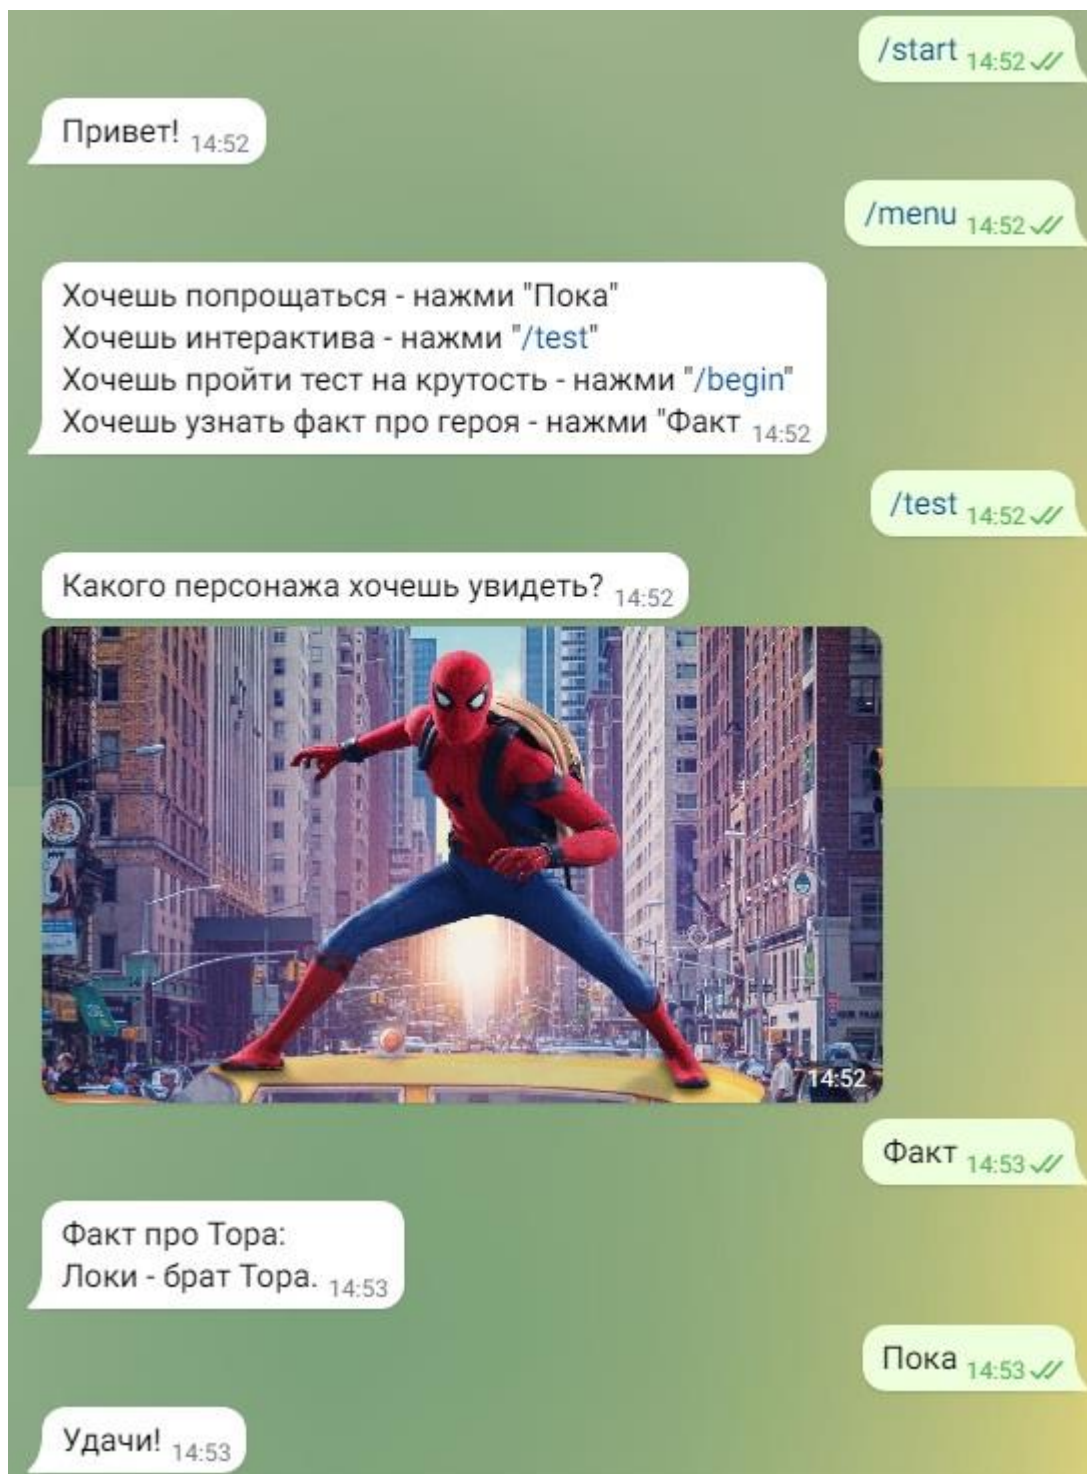 /start 14:52
Привет! 14:52
/menu 14:52
Хочешь попрощаться - нажми "Пока"
Хочешь интерактива - нажми "/test"
Хочешь пройти тест на крутость - нажми "/begin"
Хочешь узнать факт про героя - нажми "Факт 14:52
/test 14:52
Какого персонажа хочешь увидеть? 14:52
14:52
Факт 14:53
Факт про Тора:
Локи - брат Тора. 14:53
Пока 14:53
Удачи! 14:53